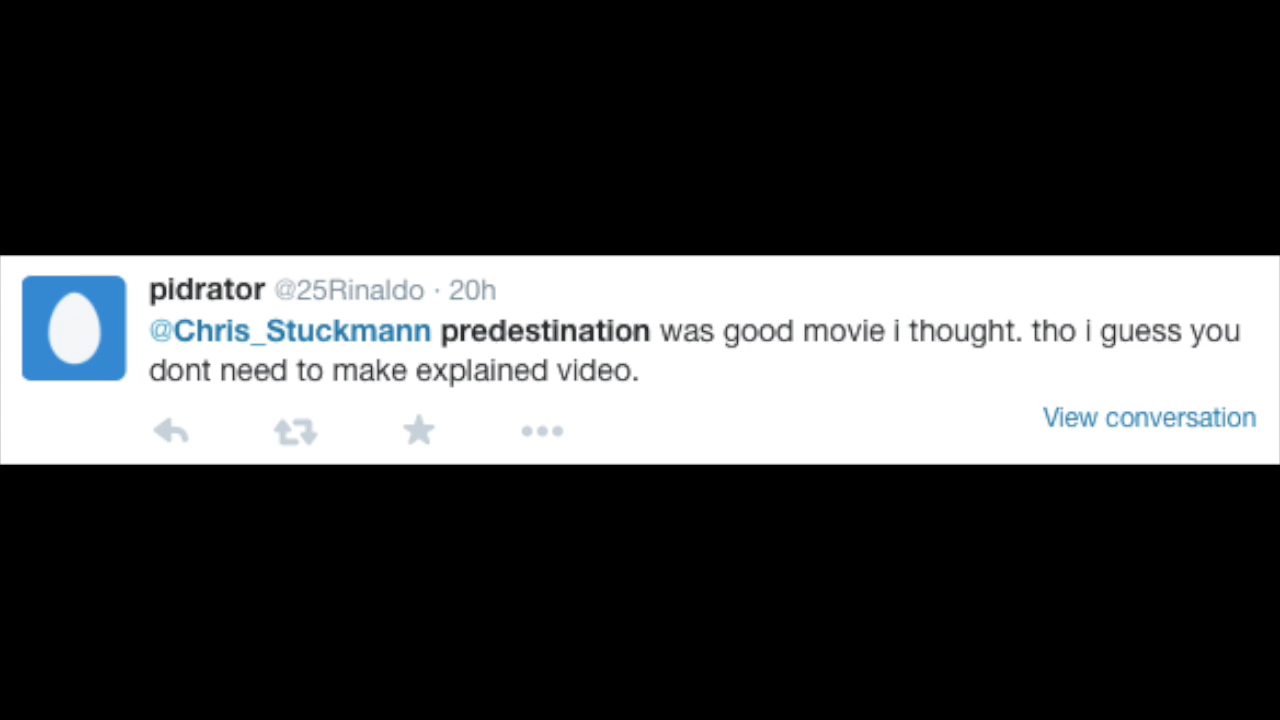 pidrator @25Rinaldo · 20h
@Chris_Stuckmann predestination was good movie i thought. tho i guess you
dont need to make explained video.
View conversation